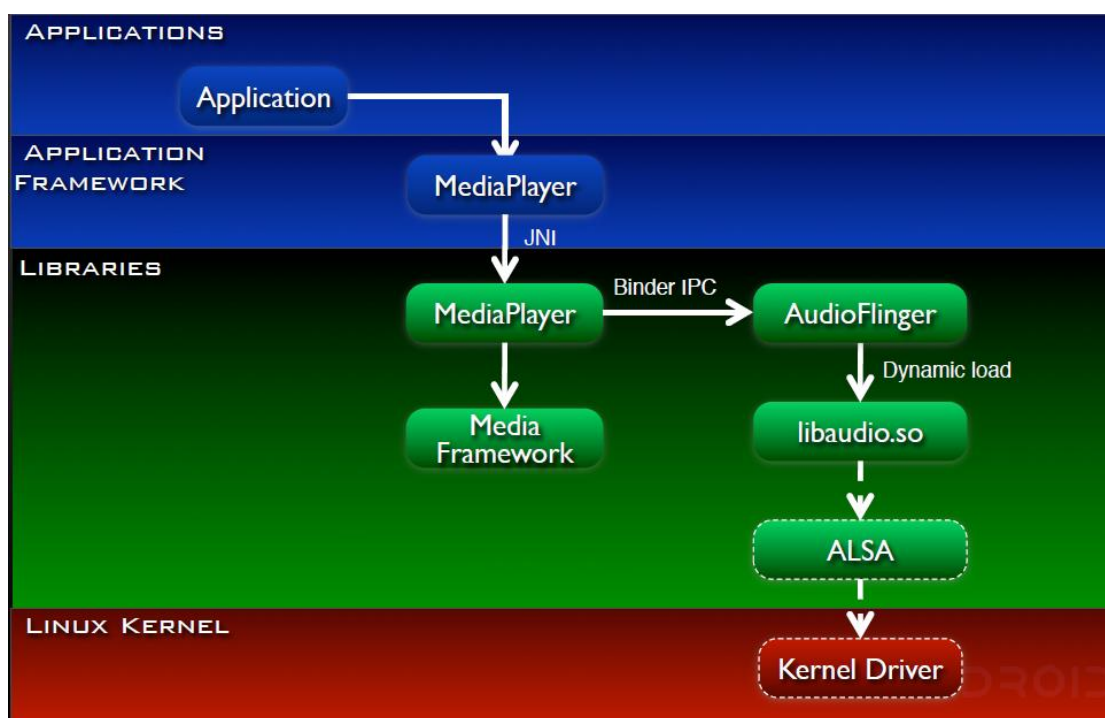 APPLICATIONS
Application
APPLICATION
FRAMEWORK
MediaPlayer
JNI
LIBRARIES
MediaPlayer
Binder IPC
AudioFlinger
Dynamic load
Media
Framework
libaudio.so
ALSA
LINUX KERNEL
Kernel Driver